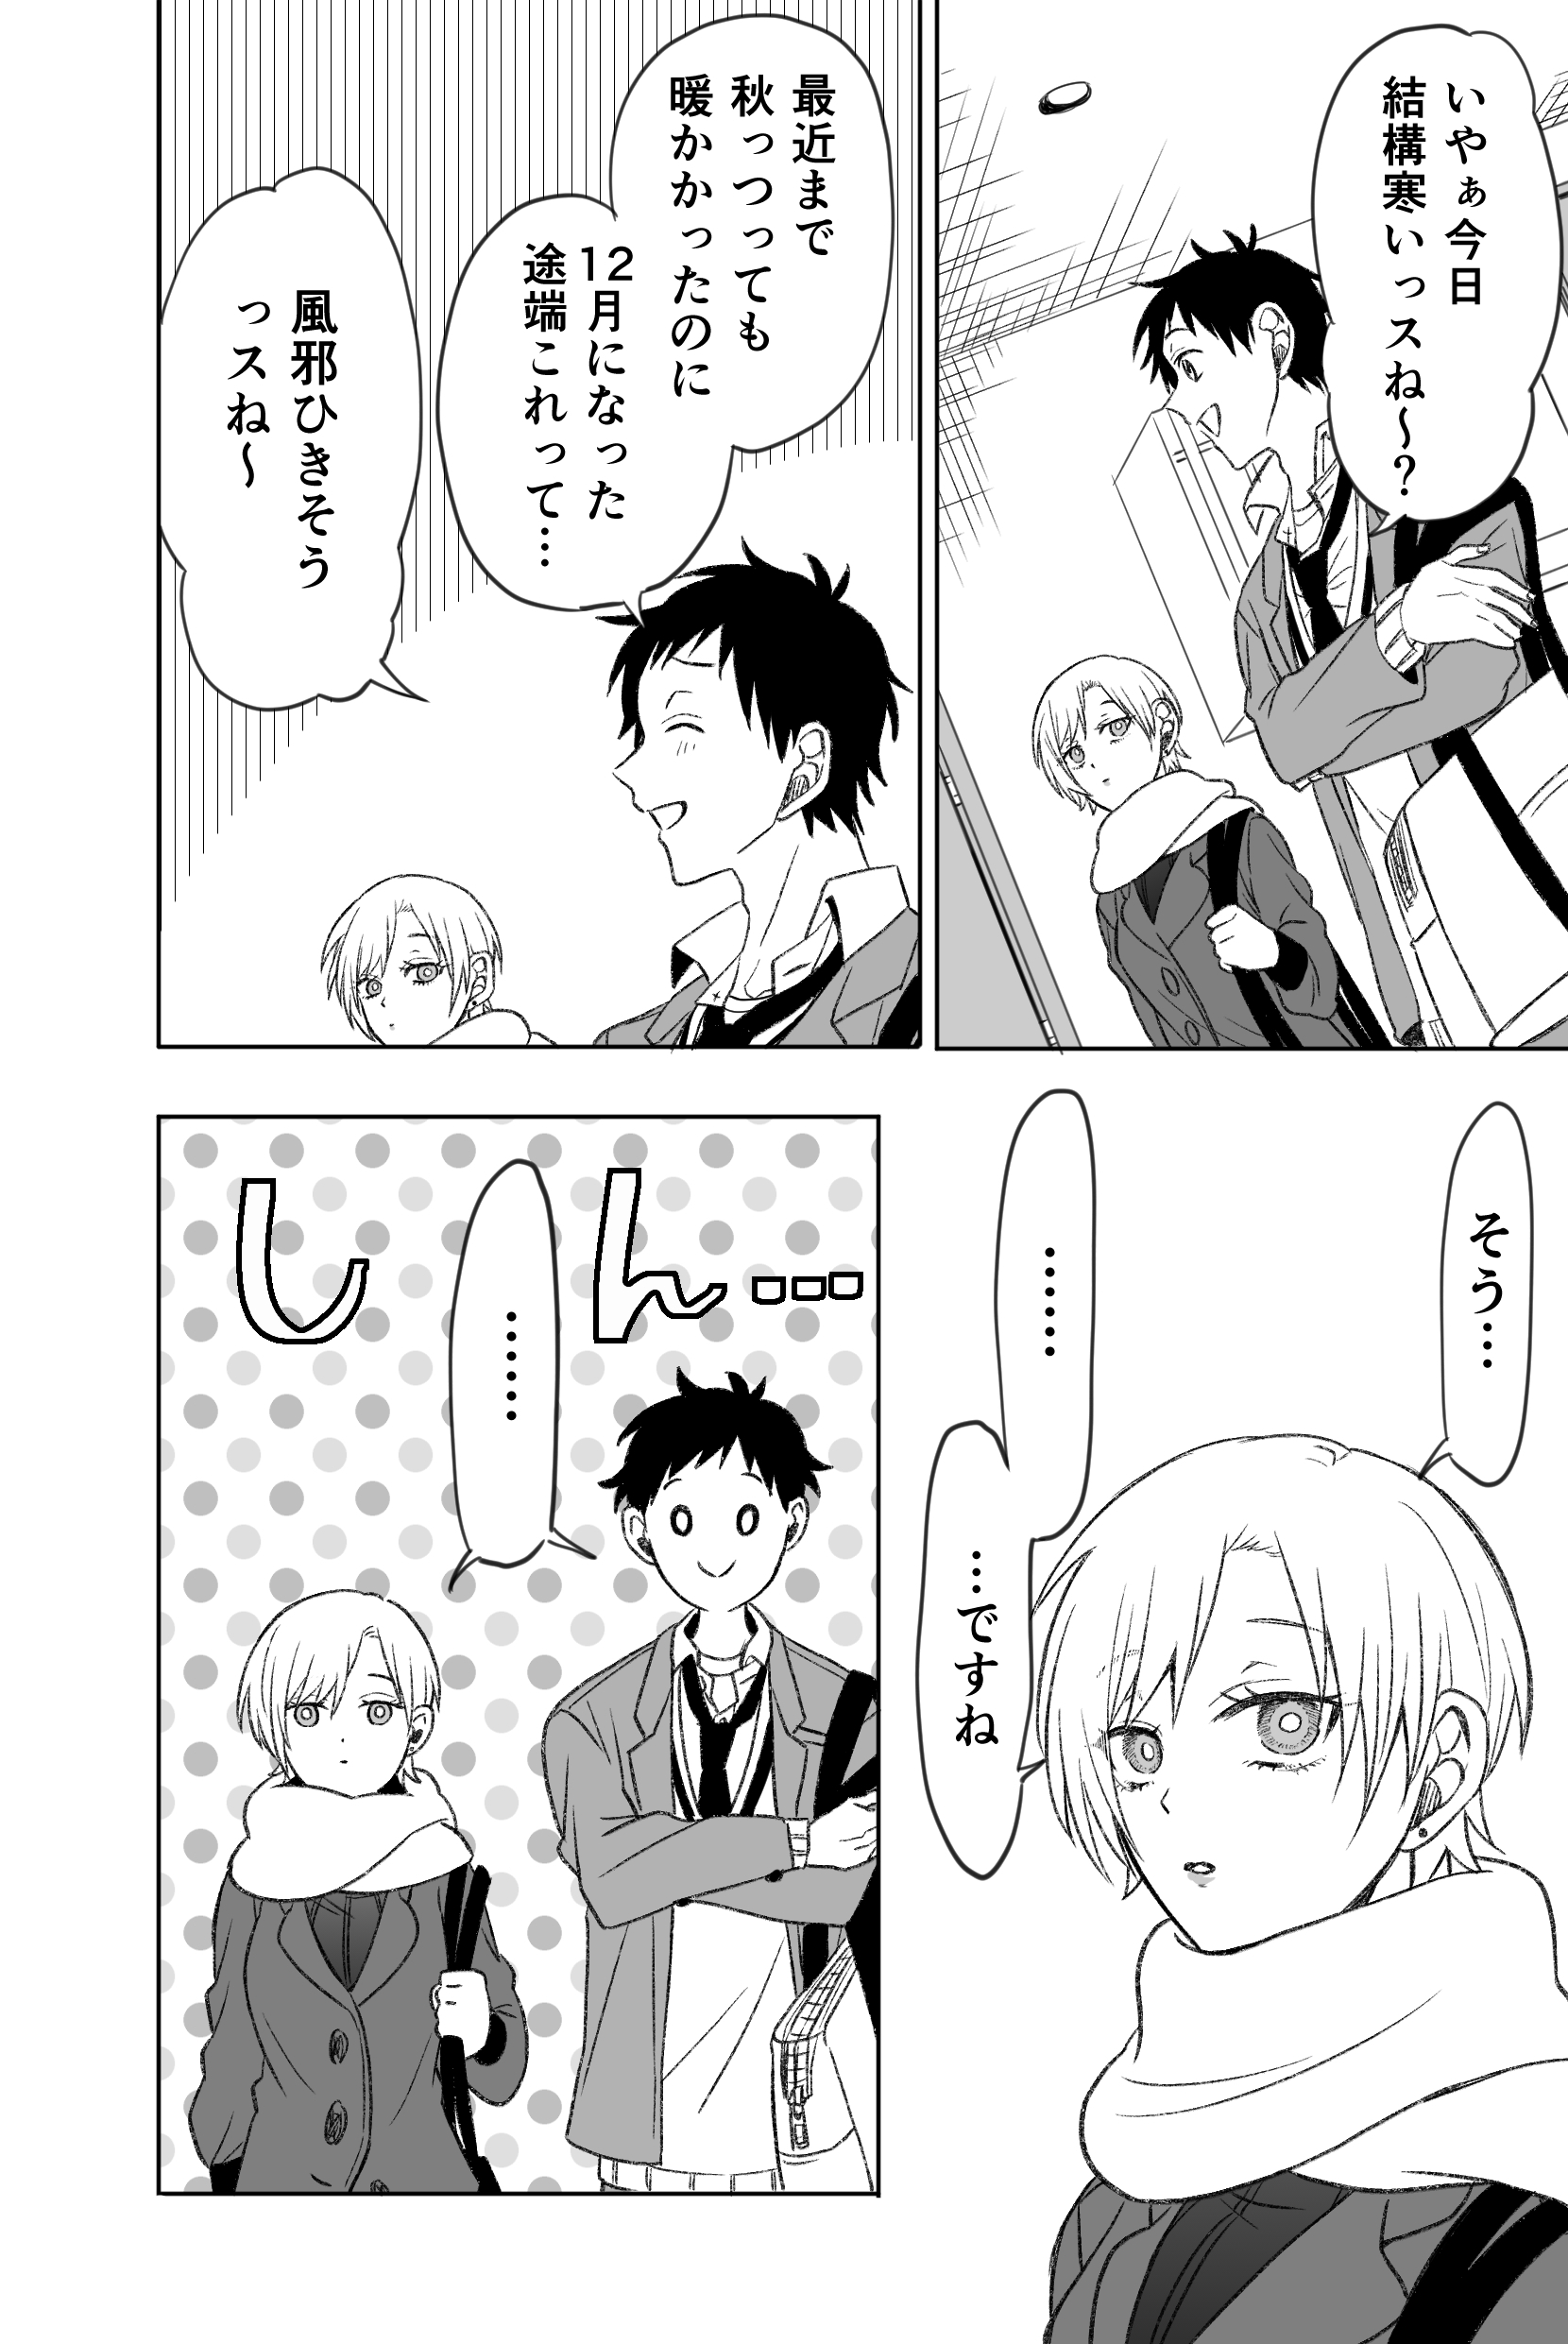 いやぁ今日
結構寒いっスね〜?
最近まで
秋っつっても
暖かかったのに
12月になった
途端これって…
風邪ひきそう
っスね〜
そう…
……
…ですね
しん…
……